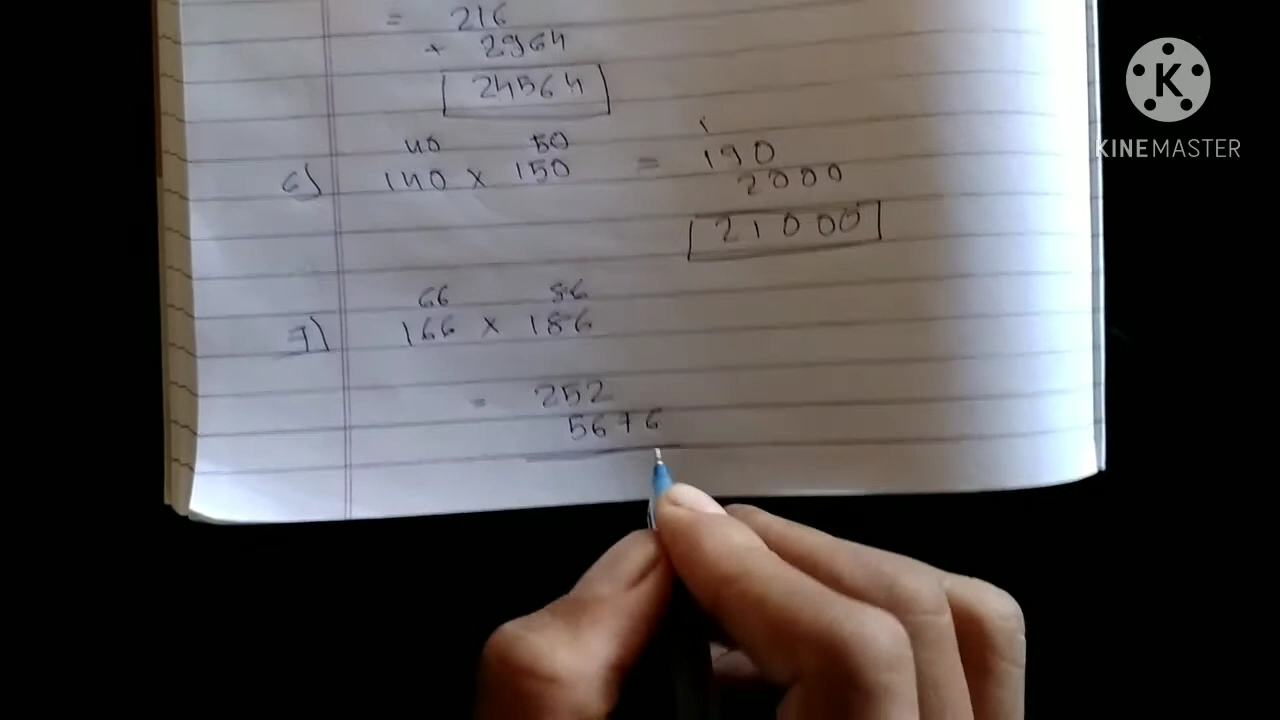 = 216
+ 2964
24564
40 50
6) 140 x 150 = 190
2000
21000
66 86
7) 166 x 186
= 252
5676
K
KINEMASTER